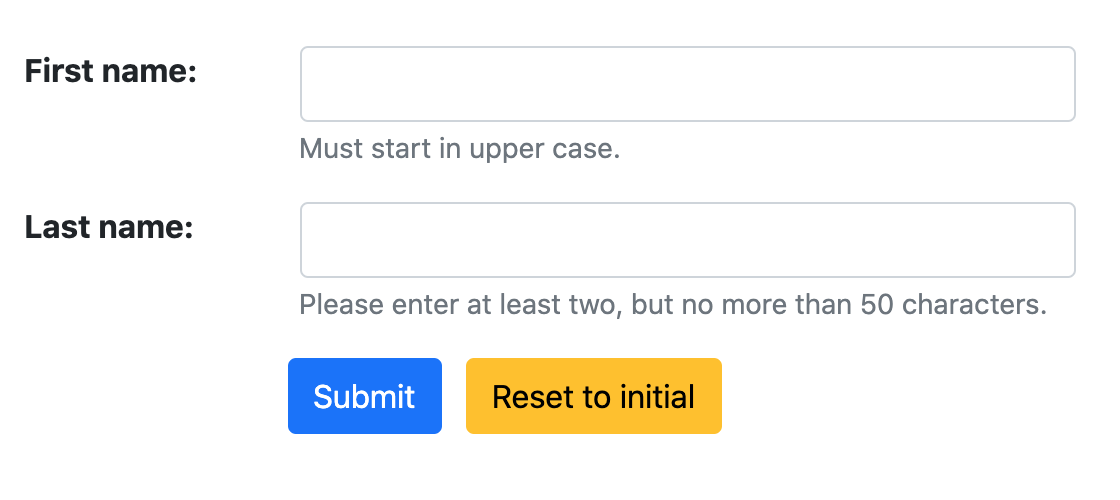 First name:
Must start in upper case.
Last name:
Please enter at least two, but no more than 50 characters.
Submit
Reset to initial